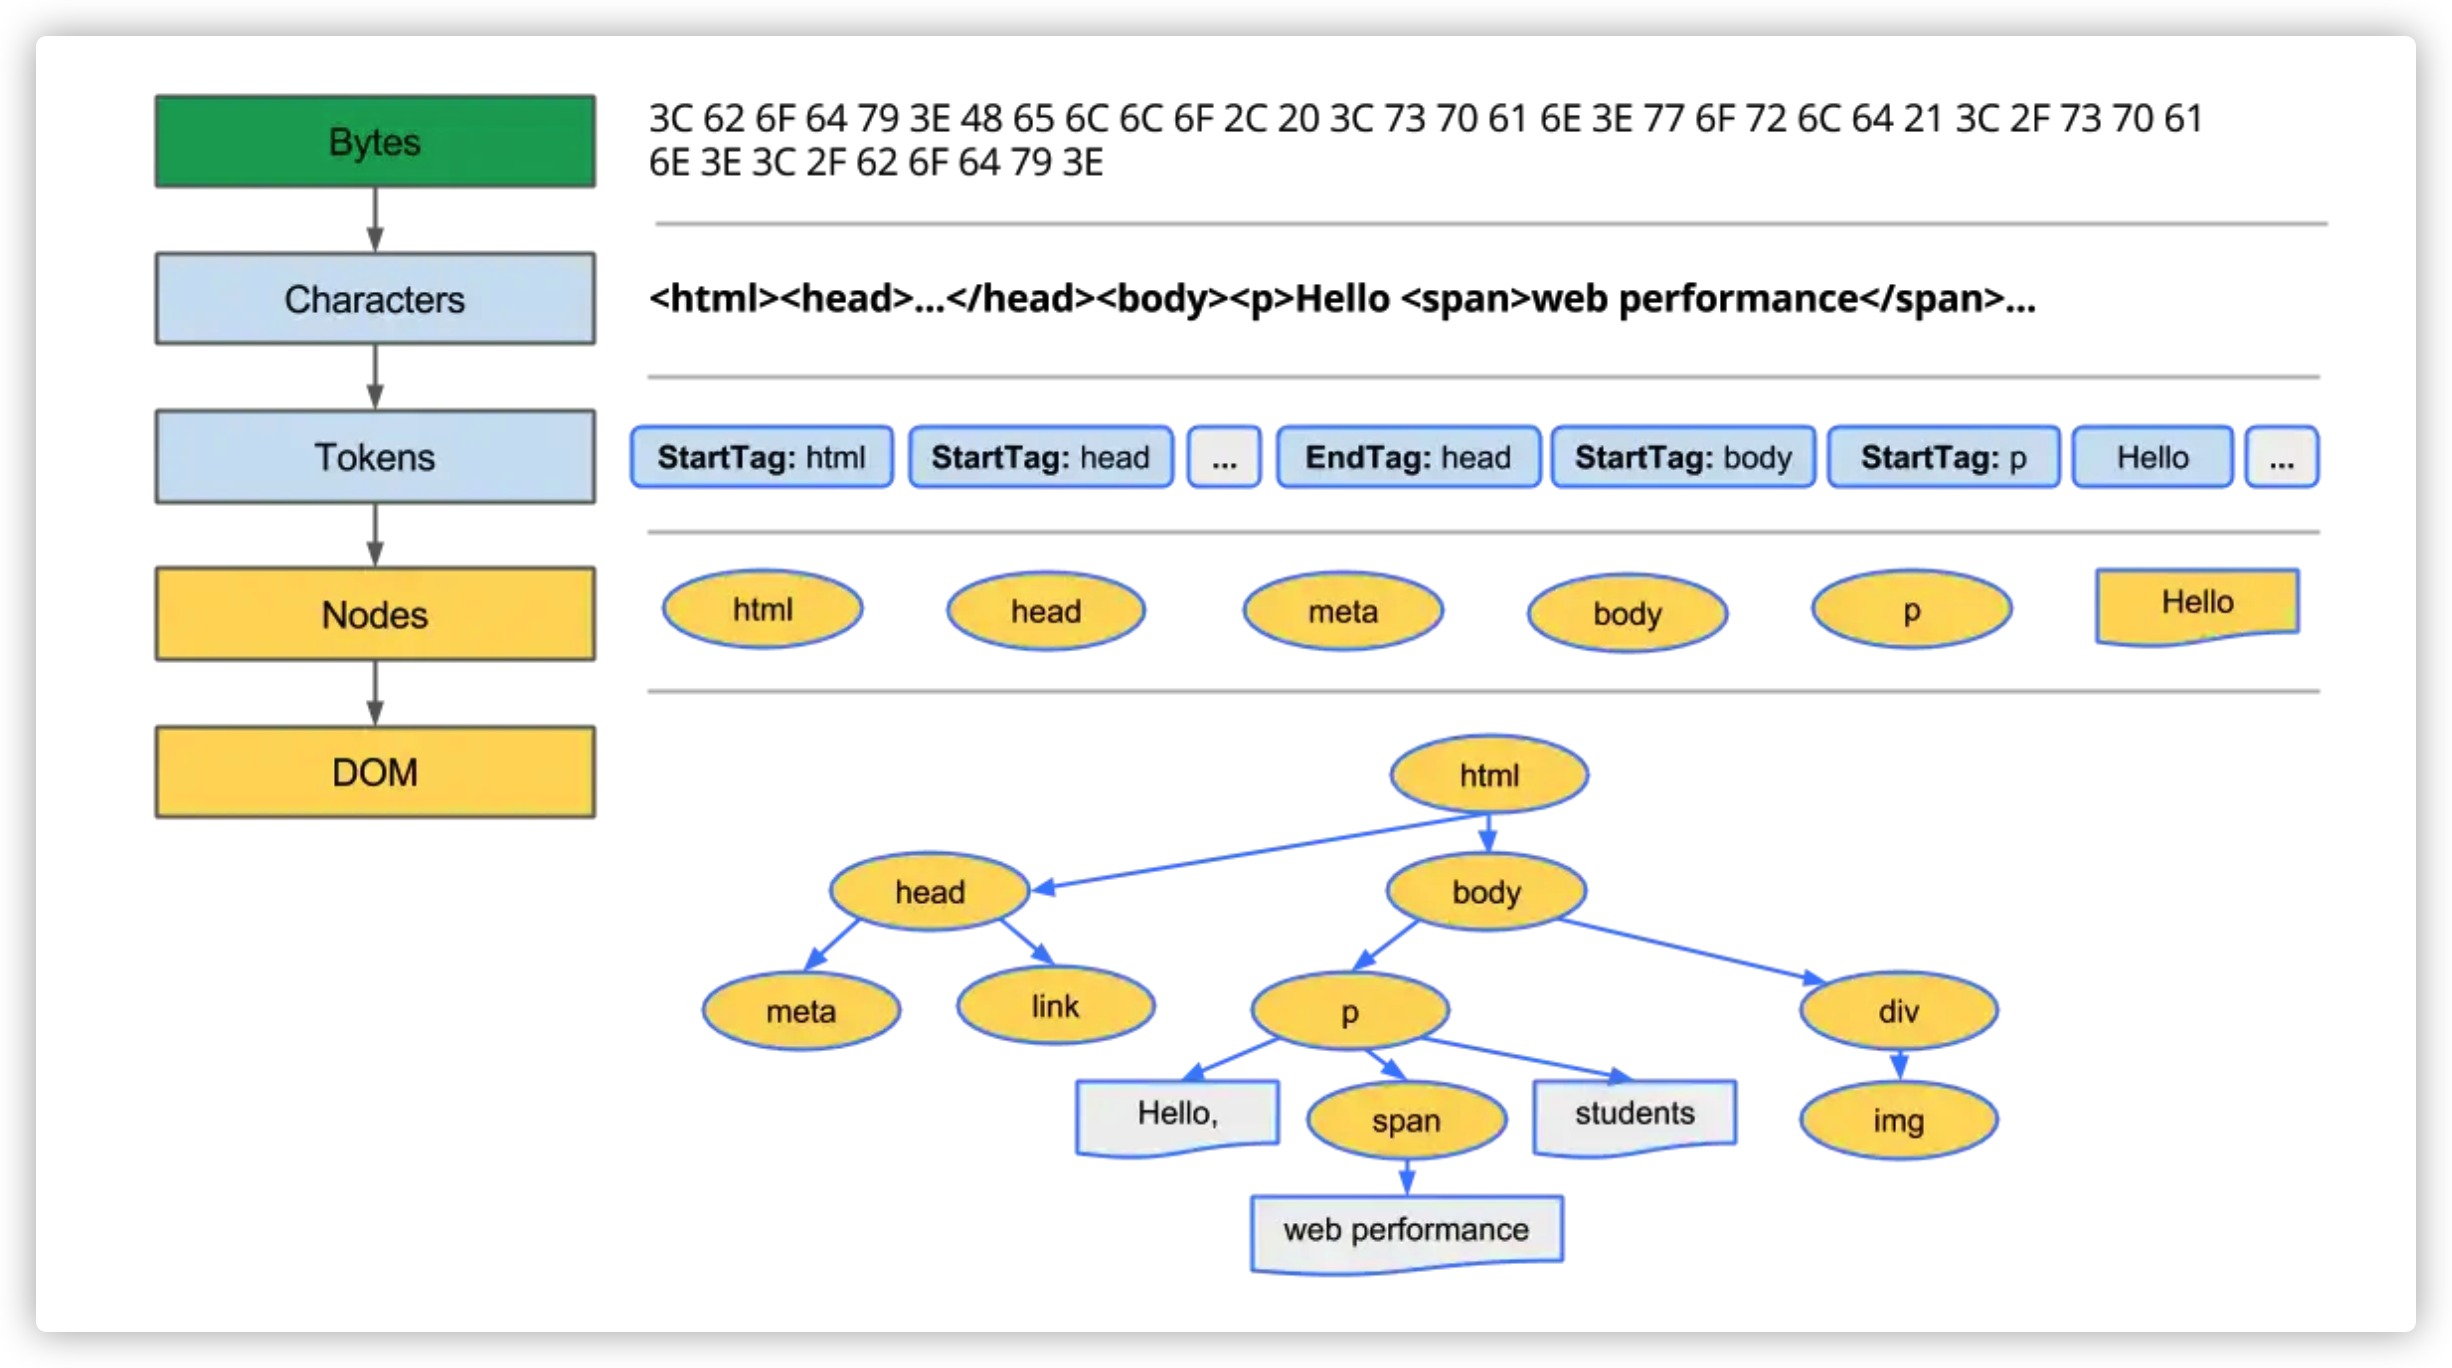 Bytes
3C 62 6F 64 79 3E 48 65 6C 6C 6F 2C 20 3C 73 70 61 6E 3E 77 6F 72 6C 64 21 3C 2F 73 70 61
6E 3E 3C 2F 62 6F 64 79 3E
Characters
<html><head>...</head><body><p>Hello <span>web performance</span>...
Tokens
StartTag: html
StartTag: head
...
EndTag: head
StartTag: body
StartTag: p
Hello
...
Nodes
html
head
meta
body
p
Hello
DOM
html
head
body
meta
link
p
div
Hello,
span
students
img
web performance